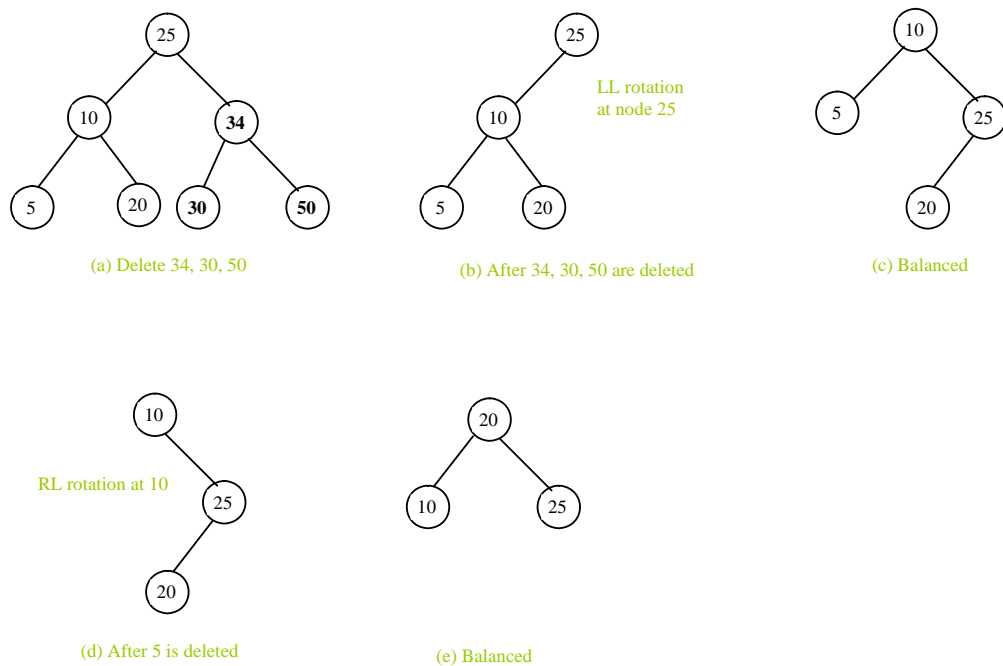 25
10
34
5
20
30
50
(a) Delete 34, 30, 50
25
LL rotation
at node 25
10
5
20
(b) After 34, 30, 50 are deleted
10
5
25
20
(c) Balanced
10
RL rotation at 10
25
20
(d) After 5 is deleted
20
10
25
(e) Balanced